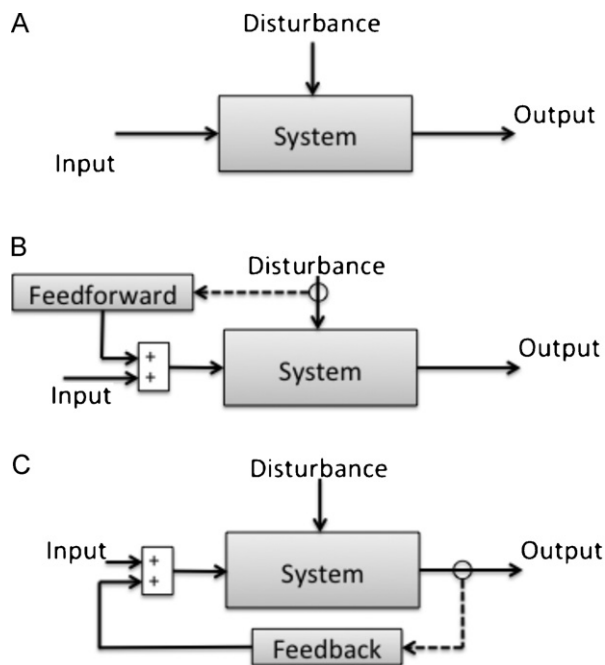 A
Disturbance
System
Input
Output
B
Disturbance
Feedforward
+
+
Input
System
Output
C
Disturbance
Input
+
+
System
Output
Feedback